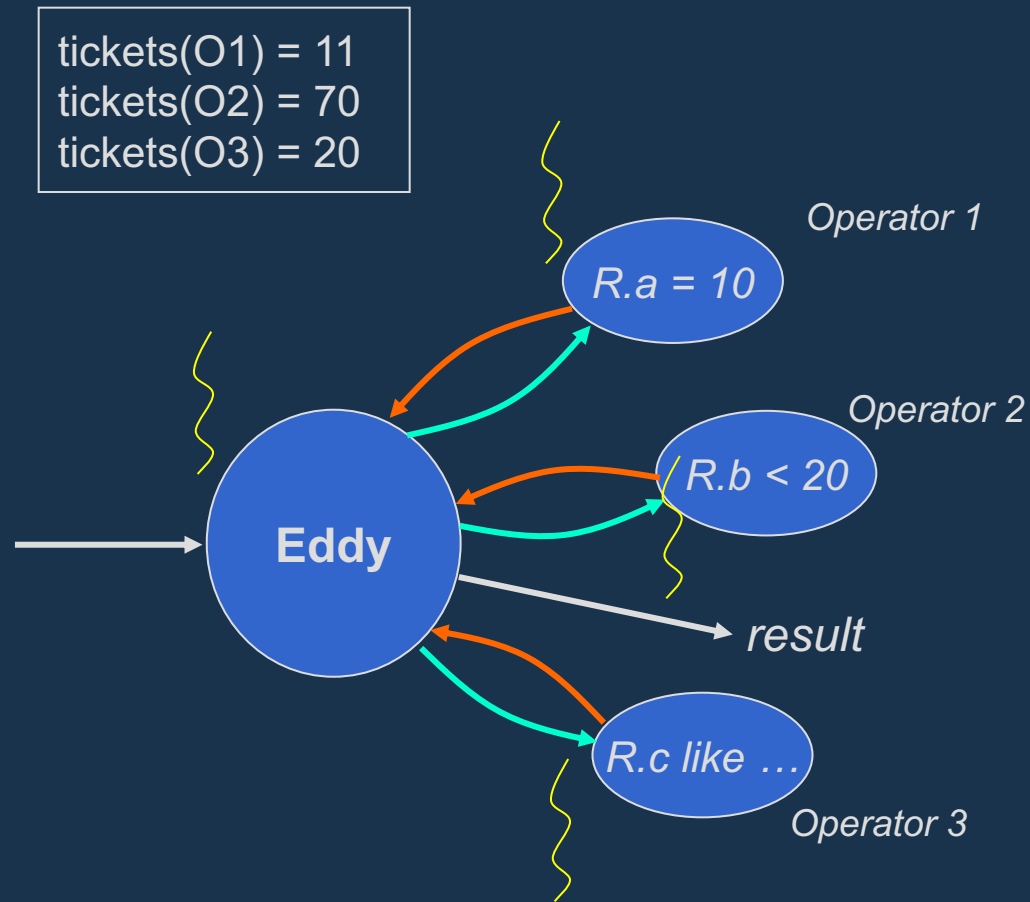 tickets(O1) = 11
tickets(O2) = 70
tickets(O3) = 20
Operator 1
R.a = 10
Operator 2
R.b < 20
Eddy
result
R.c like …
Operator 3